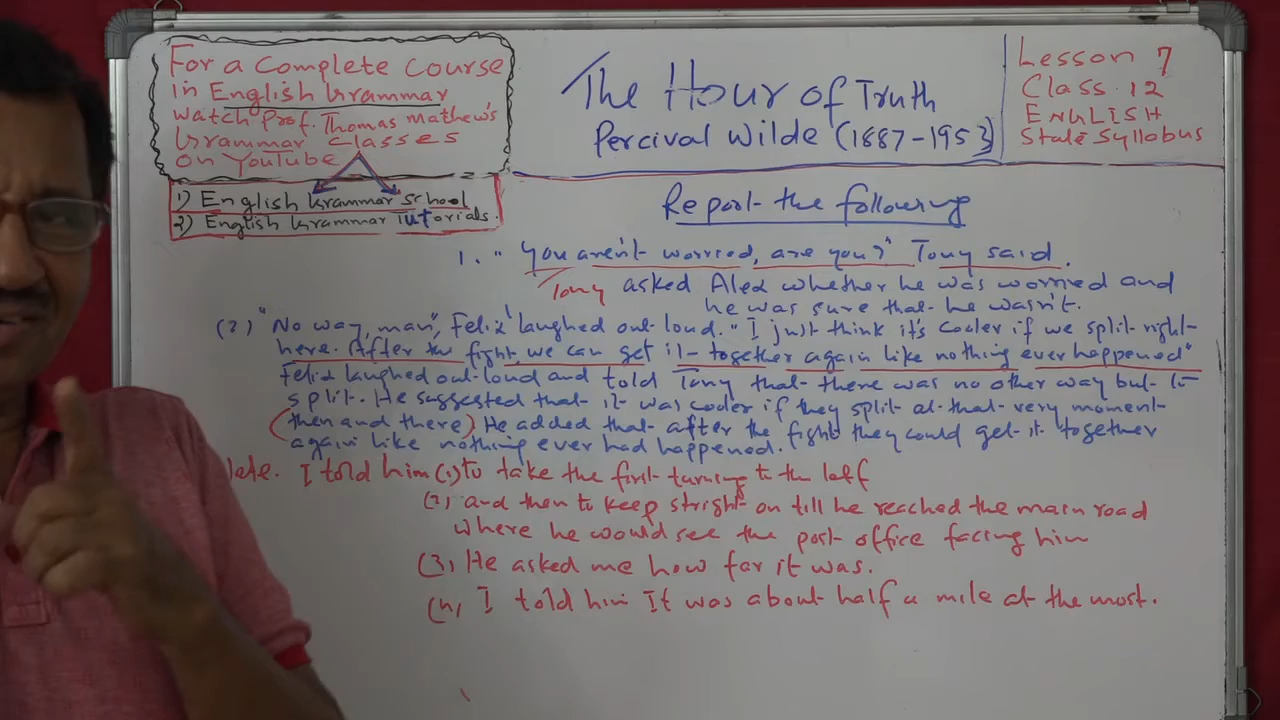 For a Complete Course
in English Grammar
watch Prof. Thomas mathew's
Grammar Classes
on YouTube
1) English Grammar school
2) English Grammar Tutorials.
The Hour of Truth
Percival Wilde (1887-1953)
Lesson 7
Class 12
ENGLISH
State Syllabus
Report the following
1. "You aren't worried, are you?" Tony said.
Tony asked Alex whether he was worried and
he was sure that he wasn't.
(2) "No way, man", Felix laughed out loud. "I just think it's cooler if we split right
here. After the fight, we can get it together again like nothing ever happened"
Felix laughed out loud and told Tony that there was no other way but to
split. He suggested that it was cooler if they split at that very moment
(then and there) He added that after the fight they could get it together
again like nothing ever had happened.
I told him (1) to take the first turning to the left
(2) and then to keep stright on till he reached the main road
where he would see the post office facing him
(3) He asked me how far it was.
(4) I told him It was about half a mile at the most.